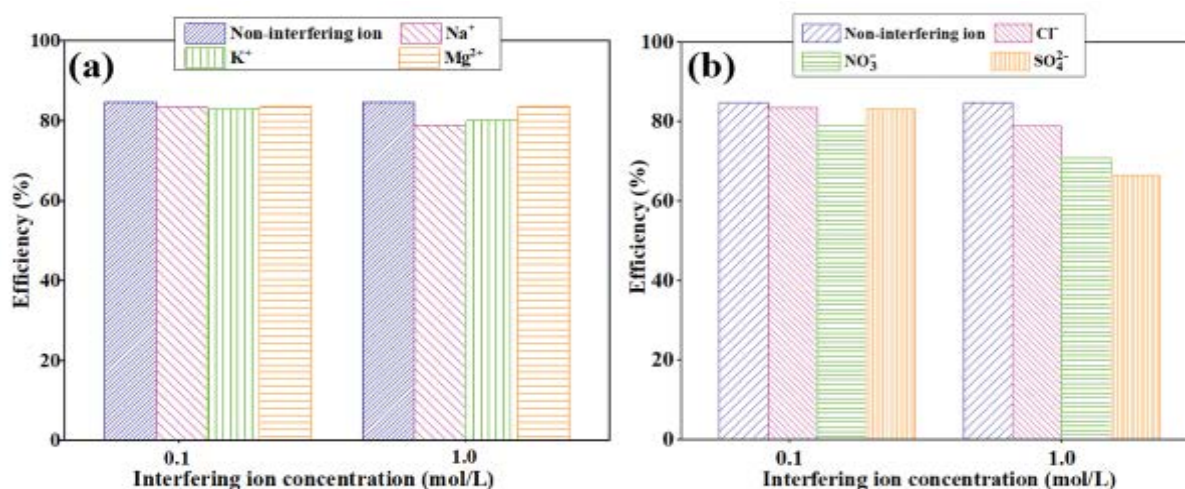 (a)
Non-interfering ion
Na⁺
K⁺
Mg²⁺
100
80
60
40
20
0
Efficiency (%)
0.1
1.0
Interfering ion concentration (mol/L)
(b)
Non-interfering ion
Cl⁻
NO₃⁻
SO₄²⁻
100
80
60
40
20
0
Efficiency (%)
0.1
1.0
Interfering ion concentration (mol/L)